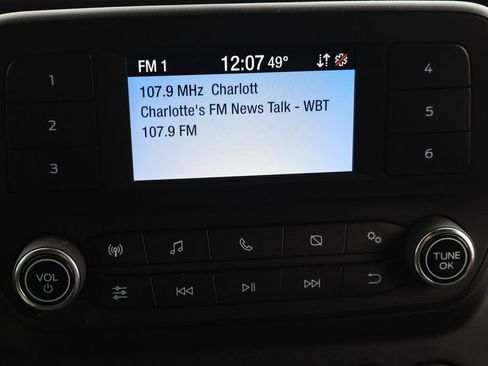 FM 1 12:07 49°
107.9 MHz Charlott
Charlotte's FM News Talk - WBT
107.9 FM
1
2
3
4
5
6
VOL
TUNE
OK